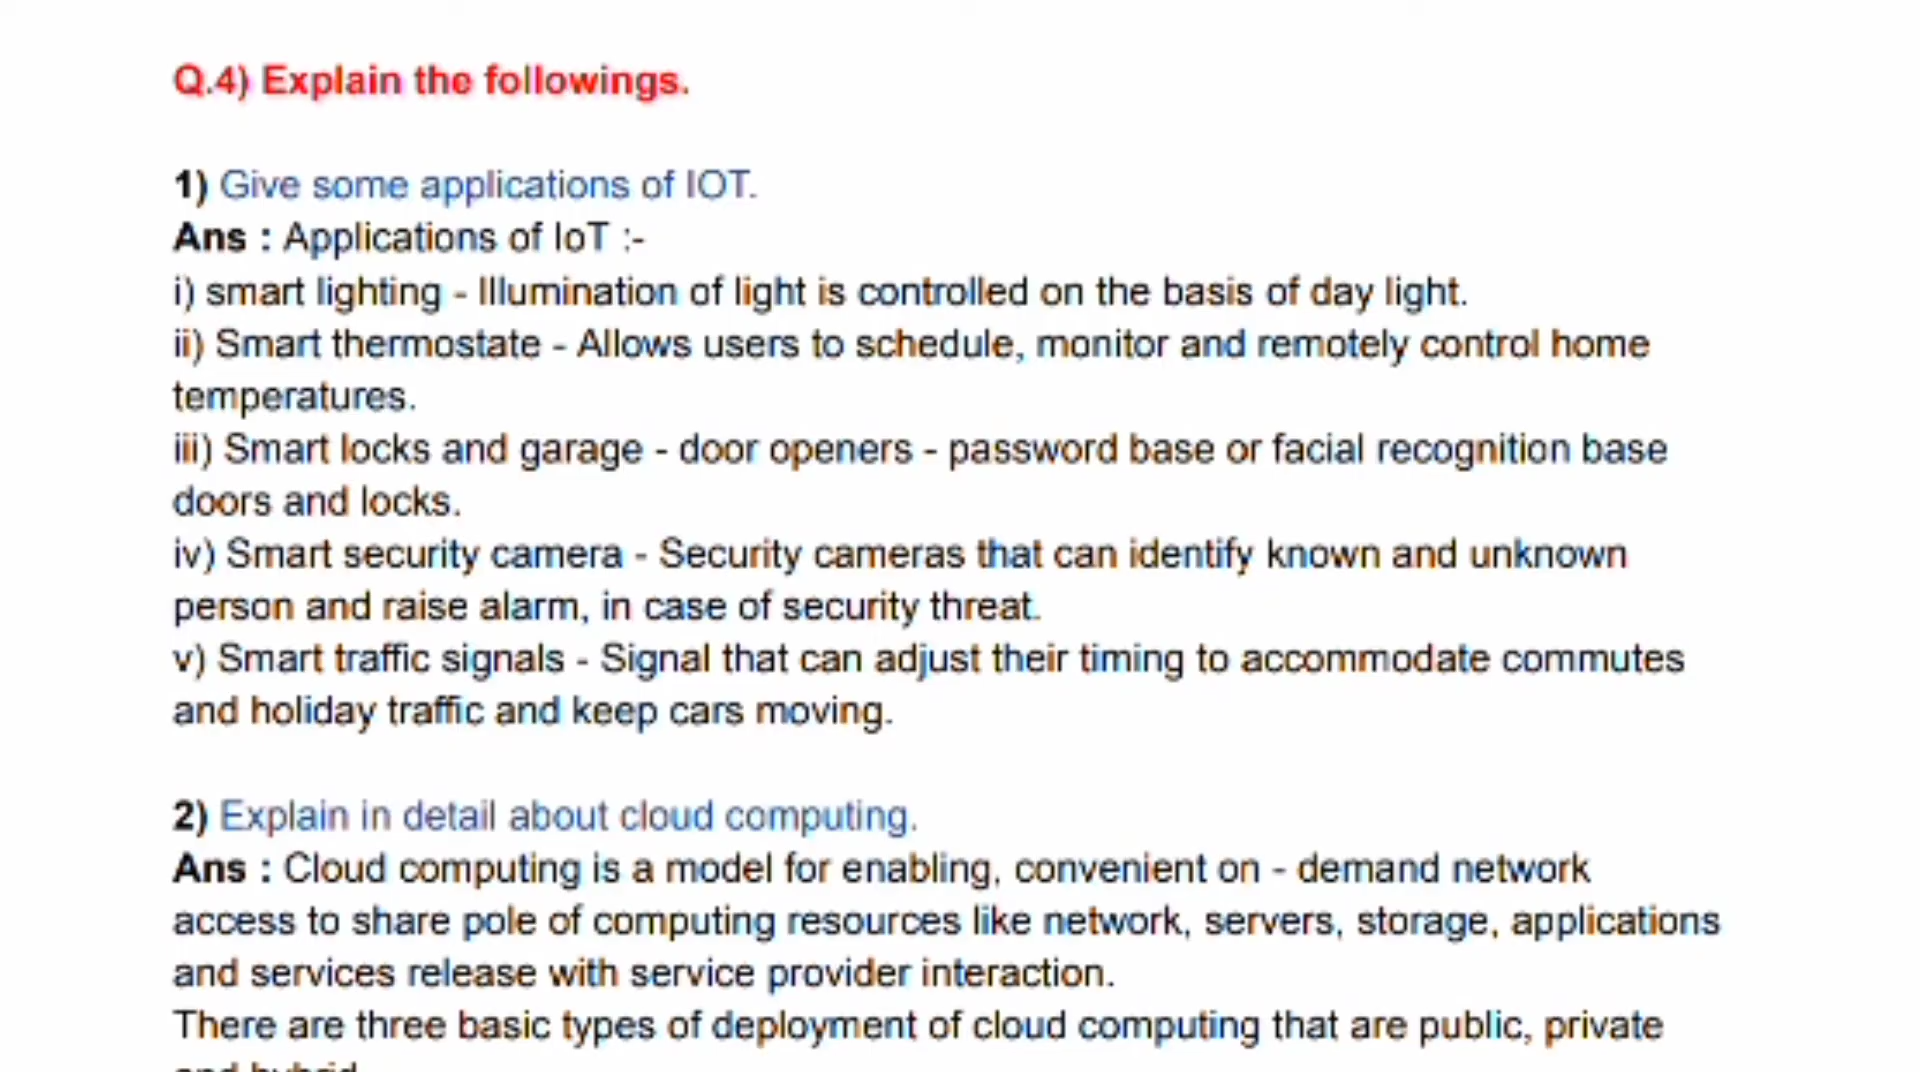 Q.4) Explain the followings.
1) Give some applications of IOT.
Ans : Applications of IoT :-
i) smart lighting - Illumination of light is controlled on the basis of day light.
ii) Smart thermostate - Allows users to schedule, monitor and remotely control home
temperatures.
iii) Smart locks and garage - door openers - password base or facial recognition base
doors and locks.
iv) Smart security camera - Security cameras that can identify known and unknown
person and raise alarm, in case of security threat.
v) Smart traffic signals - Signal that can adjust their timing to accommodate commutes
and holiday traffic and keep cars moving.
2) Explain in detail about cloud computing.
Ans : Cloud computing is a model for enabling, convenient on - demand network
access to share pole of computing resources like network, servers, storage, applications
and services release with service provider interaction.
There are three basic types of deployment of cloud computing that are public, private
and hybrid